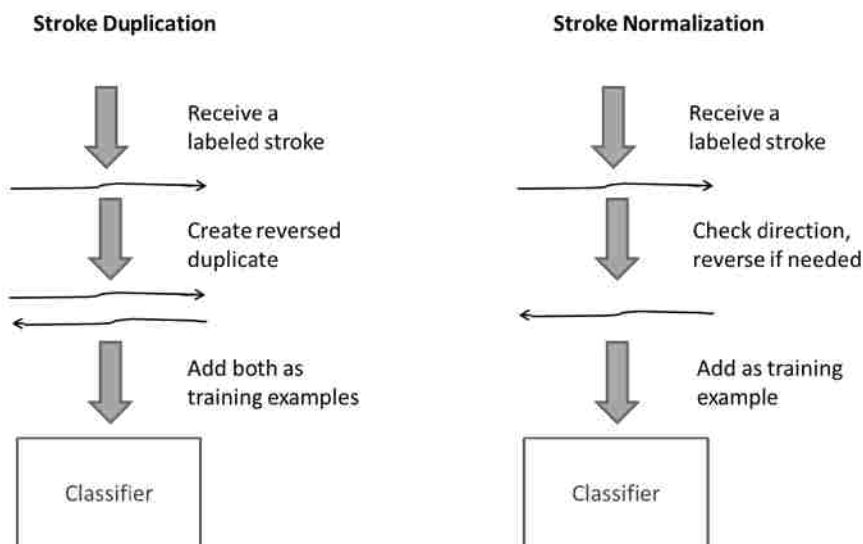 Stroke Duplication
Receive a
labeled stroke
Create reversed
duplicate
Add both as
training examples
Classifier
Stroke Normalization
Receive a
labeled stroke
Check direction,
reverse if needed
Add as training
example
Classifier